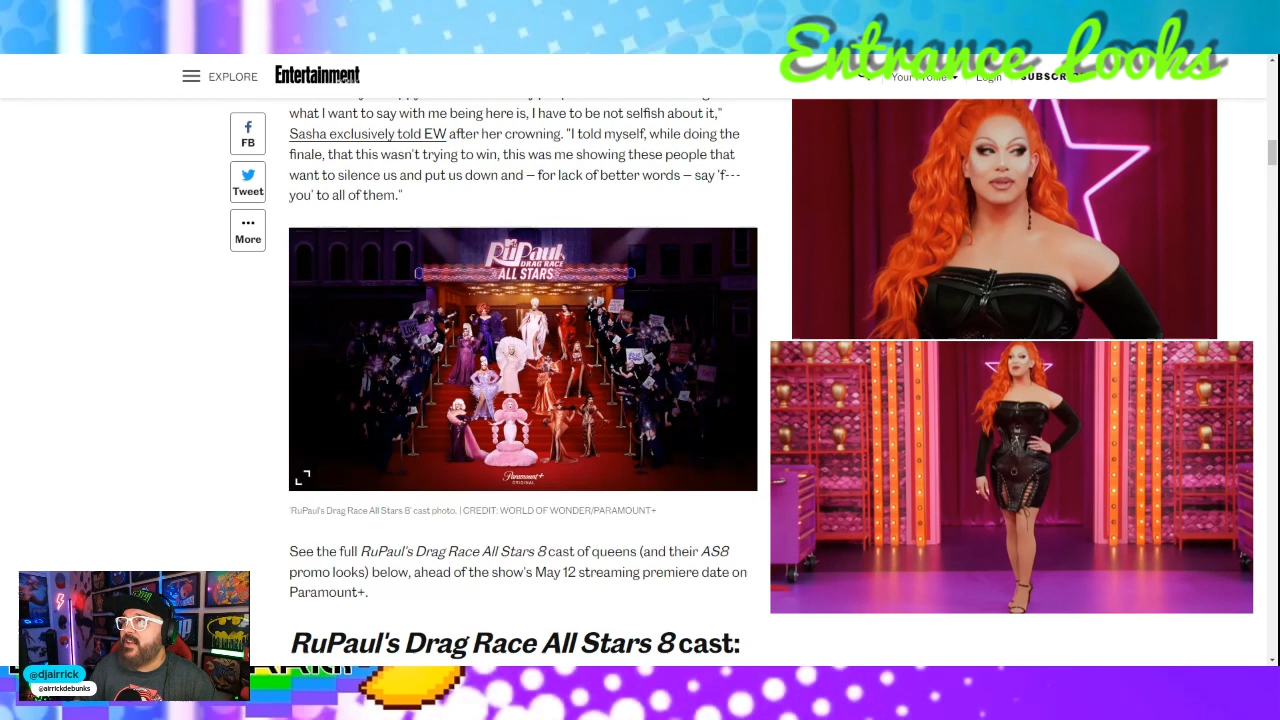 Entrance Looks
EXPLORE
Entertainment
Your Profile
Login
SUBSCRI
what I want to say with me being here is, I have to be not selfish about it,"
Sasha exclusively told EW after her crowning. "I told myself, while doing the
finale, that this wasn't trying to win, this was me showing these people that
want to silence us and put us down and – for lack of better words – say 'f---
you' to all of them."
FB
Tweet
More
RuPaul's
DRAG RACE
ALL STARS
Paramount+
ORIGINAL
'RuPaul's Drag Race All Stars 8' cast photo. | CREDIT: WORLD OF WONDER/PARAMOUNT+
See the full RuPaul's Drag Race All Stars 8 cast of queens (and their AS8
promo looks) below, ahead of the show's May 12 streaming premiere date on
Paramount+.
RuPaul's Drag Race All Stars 8 cast:
@djairrick
@airrickdebunks